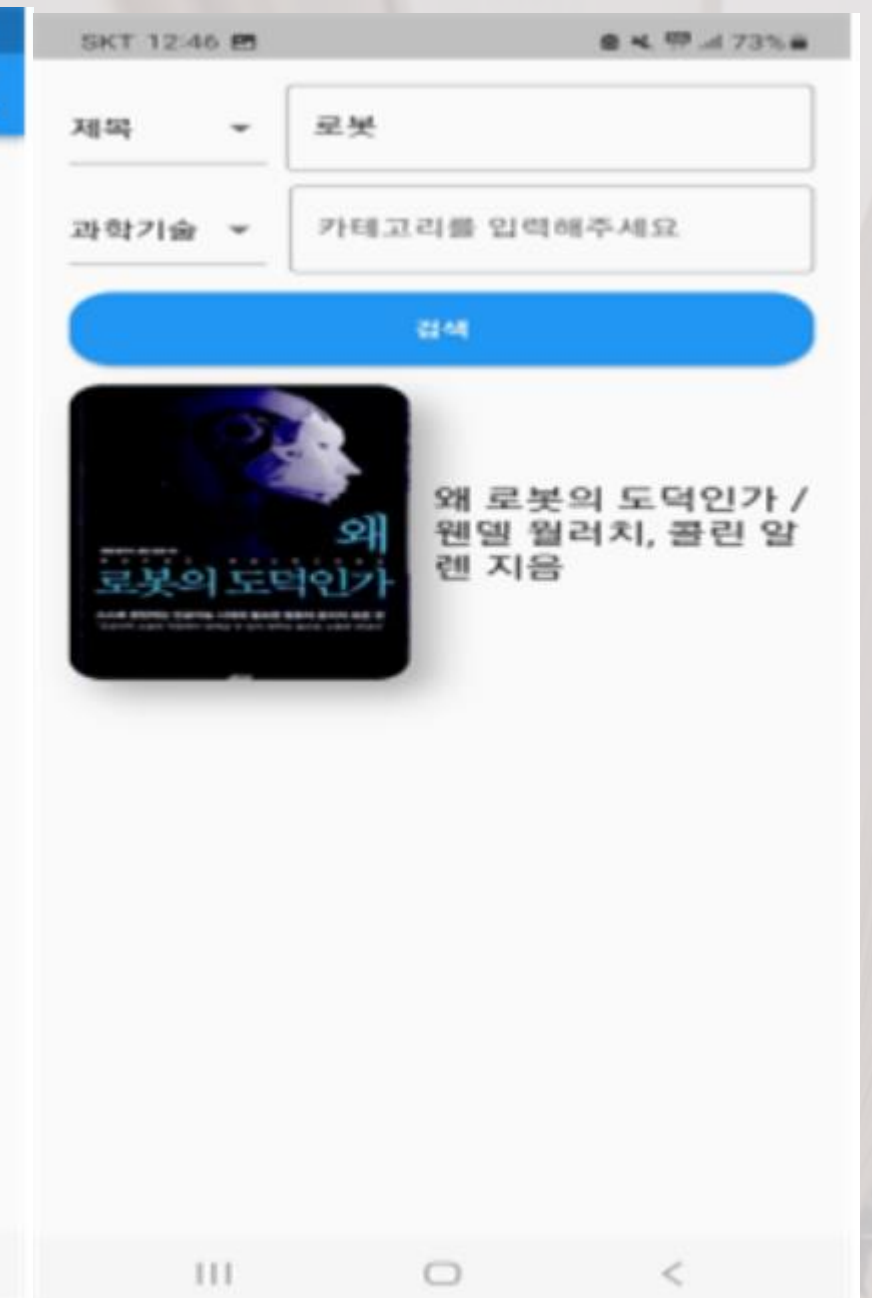 SKT 12:46
73%
제목
로봇
과학기술
카테고리를 입력해주세요
검색
왜
로봇의 도덕인가
왜 로봇의 도덕인가 /
웬델 월러치, 콜린 알
렌 지음